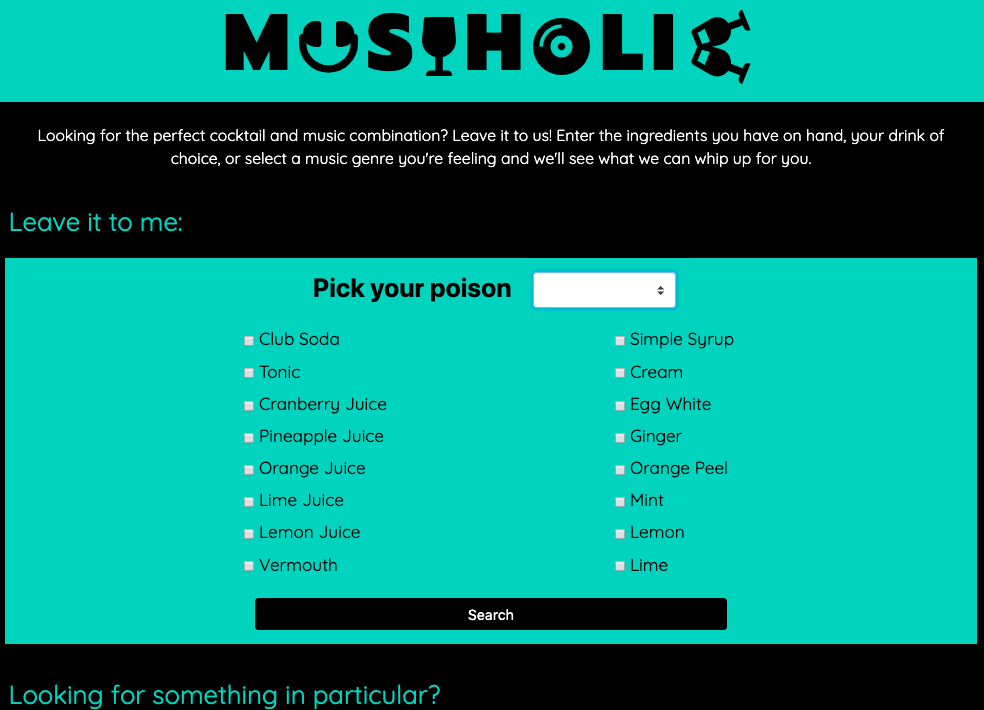 MUSIHOLIC
Looking for the perfect cocktail and music combination? Leave it to us! Enter the ingredients you have on hand, your drink of
choice, or select a music genre you're feeling and we'll see what we can whip up for you.
Leave it to me:
Pick your poison
Club Soda
Tonic
Cranberry Juice
Pineapple Juice
Orange Juice
Lime Juice
Lemon Juice
Vermouth
Simple Syrup
Cream
Egg White
Ginger
Orange Peel
Mint
Lemon
Lime
Search
Looking for something in particular?